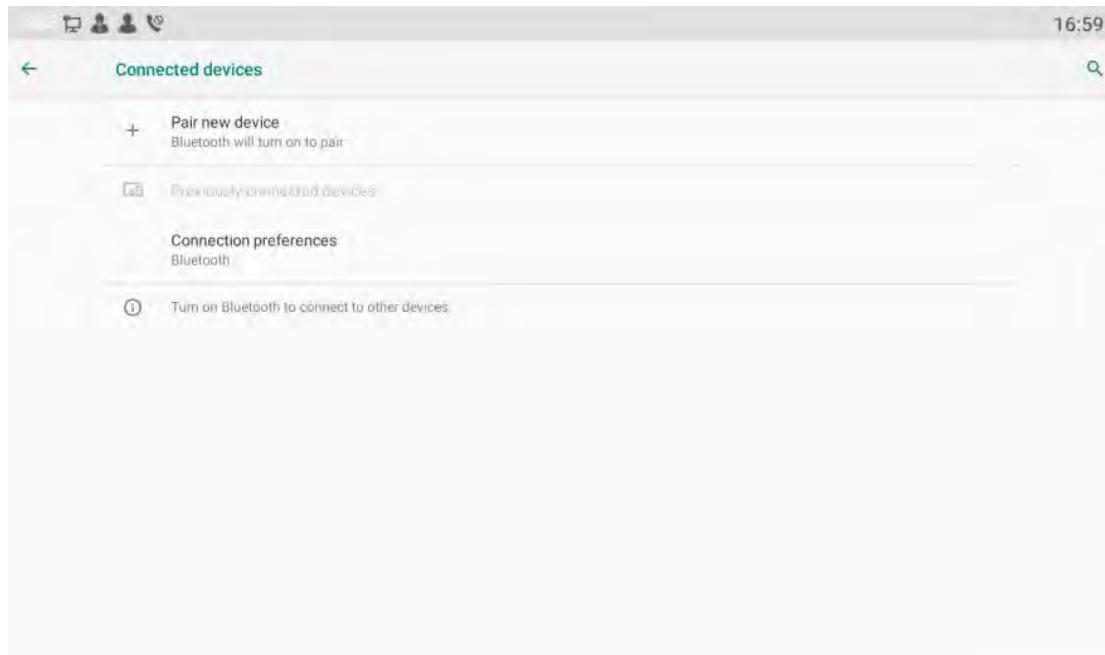 16:59
Connected devices
Pair new device
Bluetooth will turn on to pair
Previously connected devices
Connection preferences
Bluetooth
Turn on Bluetooth to connect to other devices